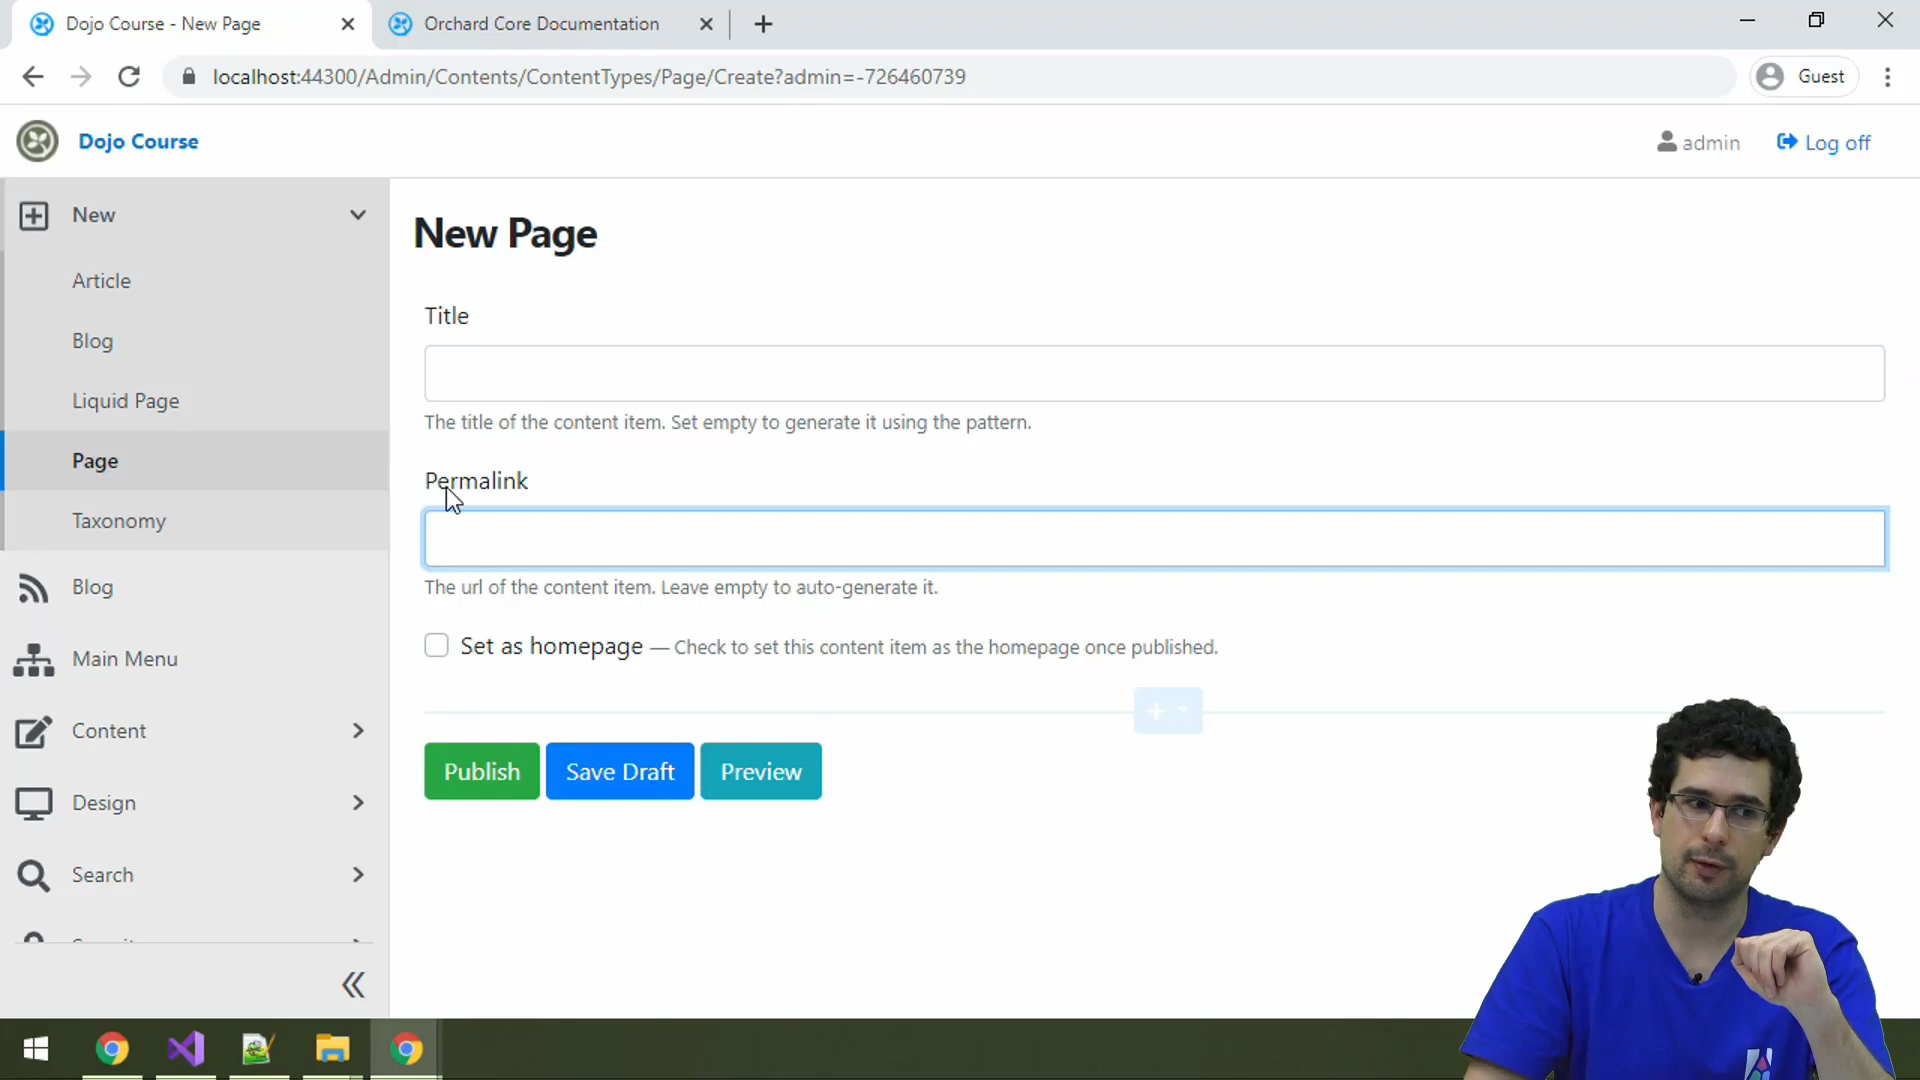 Dojo Course - New Page
Orchard Core Documentation
localhost:44300/Admin/Contents/ContentTypes/Page/Create?admin=-726460739
Guest
Dojo Course
admin
Log off
New
Article
Blog
Liquid Page
Page
Taxonomy
Blog
Main Menu
Content
Design
Search
New Page
Title
The title of the content item. Set empty to generate it using the pattern.
Permalink
The url of the content item. Leave empty to auto-generate it.
Set as homepage — Check to set this content item as the homepage once published.
Publish
Save Draft
Preview